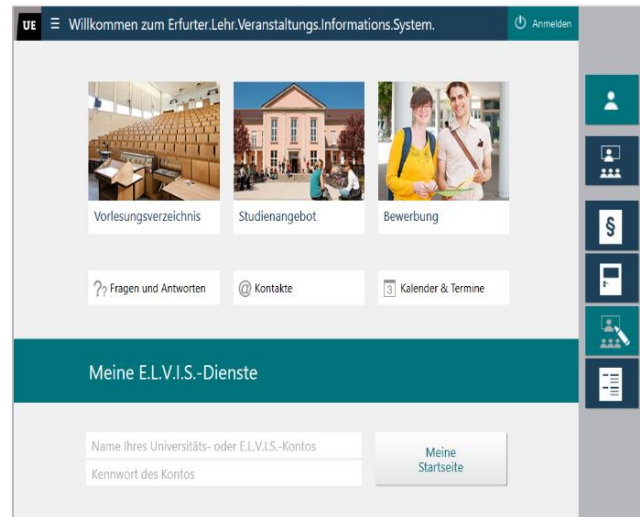 UE
Willkommen zum Erfurter.Lehr.Veranstaltungs.Informations.System.
Anmelden
Vorlesungsverzeichnis
Studienangebot
Bewerbung
?? Fragen und Antworten
@ Kontakte
3 Kalender & Termine
§
Meine E.L.V.I.S.-Dienste
Name Ihres Universitäts- oder E.L.V.I.S.-Kontos
Kennwort des Kontos
Meine
Startseite